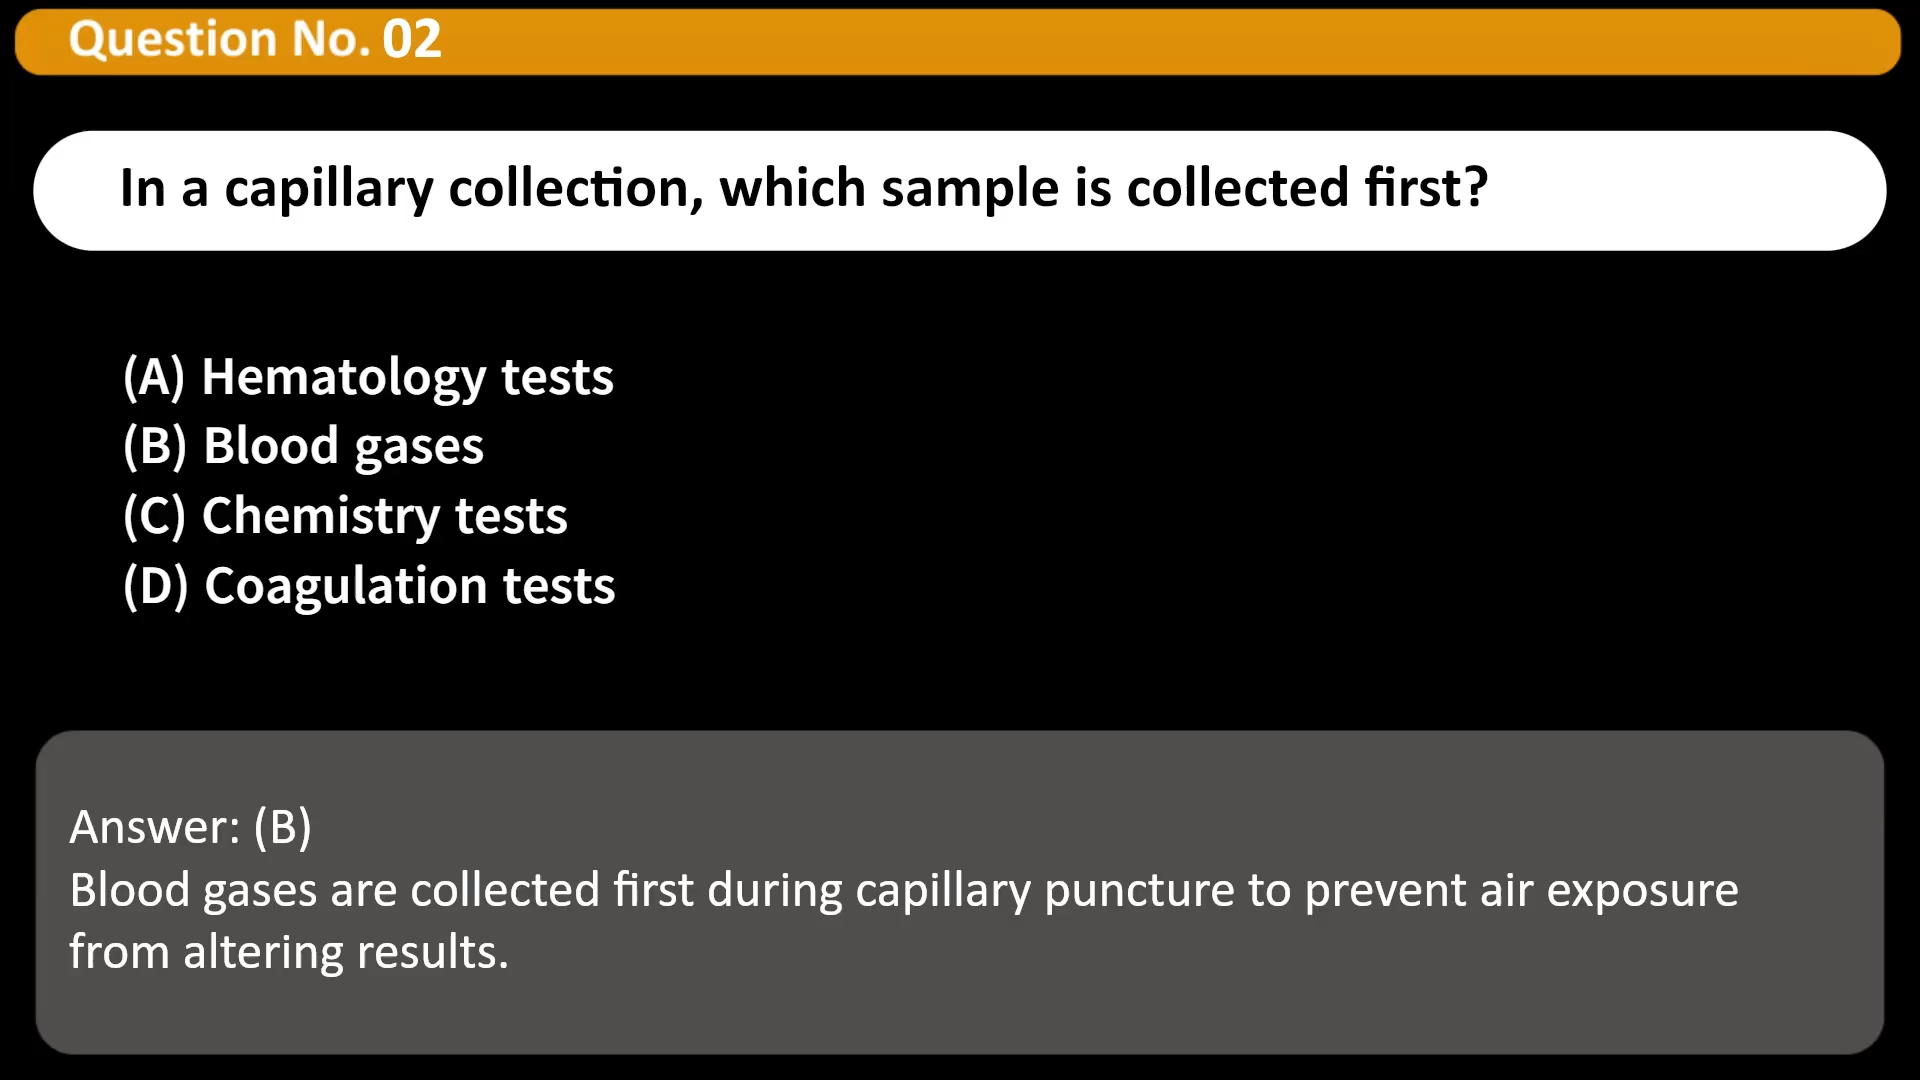 Question No. 02
In a capillary collection, which sample is collected first?
(A) Hematology tests
(B) Blood gases
(C) Chemistry tests
(D) Coagulation tests
Answer: (B)
Blood gases are collected first during capillary puncture to prevent air exposure
from altering results.